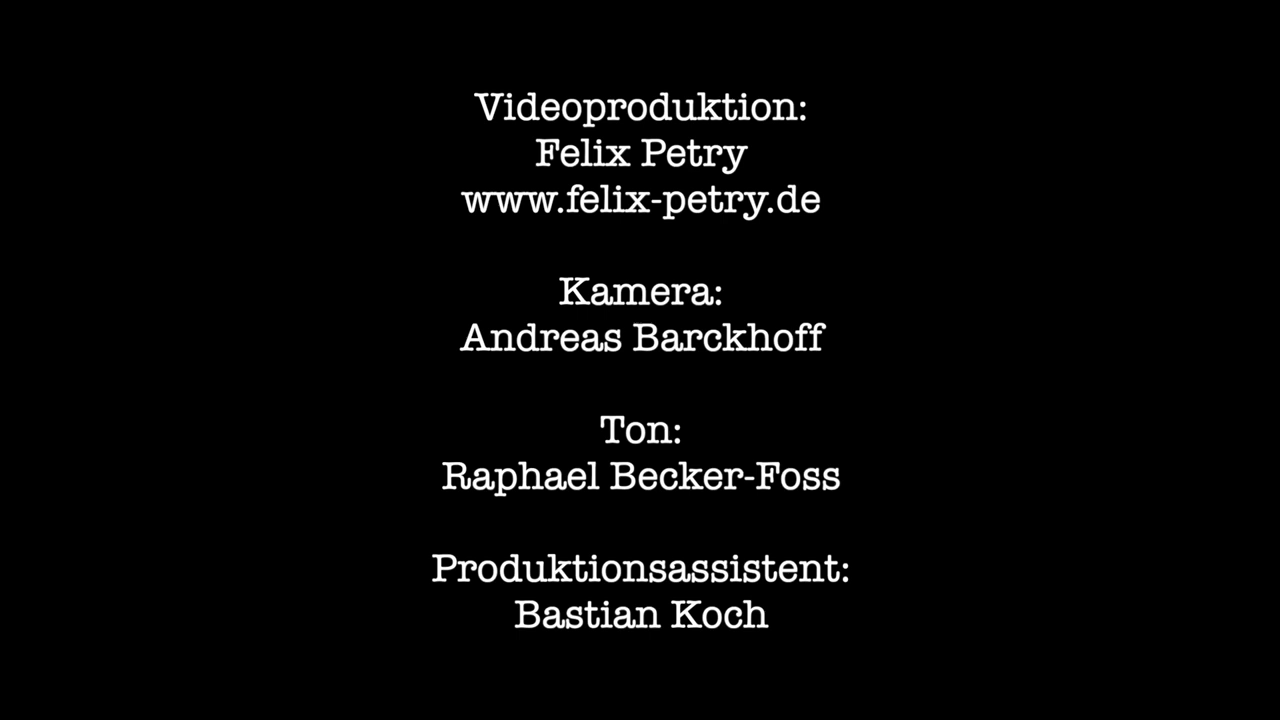 Videoproduktion:
Felix Petry
www.felix-petry.de
Kamera:
Andreas Barckhoff
Ton:
Raphael Becker-Foss
Produktionsassistent:
Bastian Koch